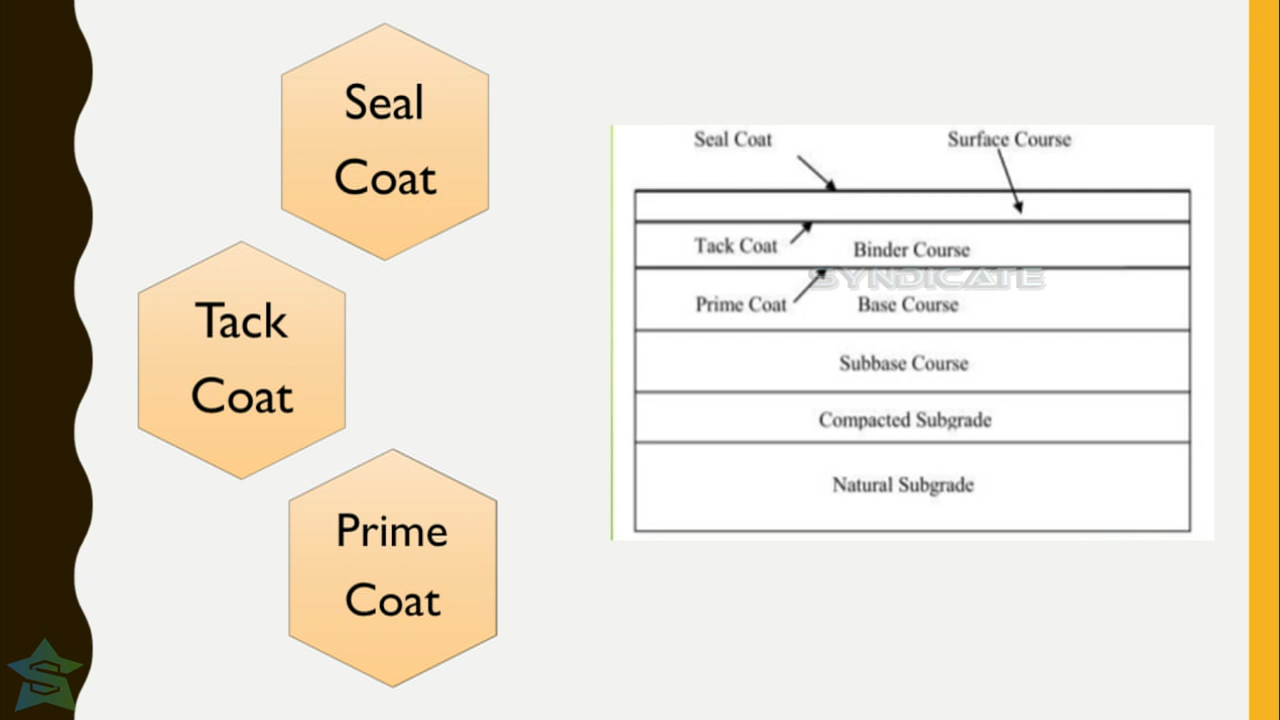 Seal
Coat
Tack
Coat
Prime
Coat
Seal Coat
Surface Course
Tack Coat
Binder Course
SYNDICATE
Prime Coat
Base Course
Subbase Course
Compacted Subgrade
Natural Subgrade
S